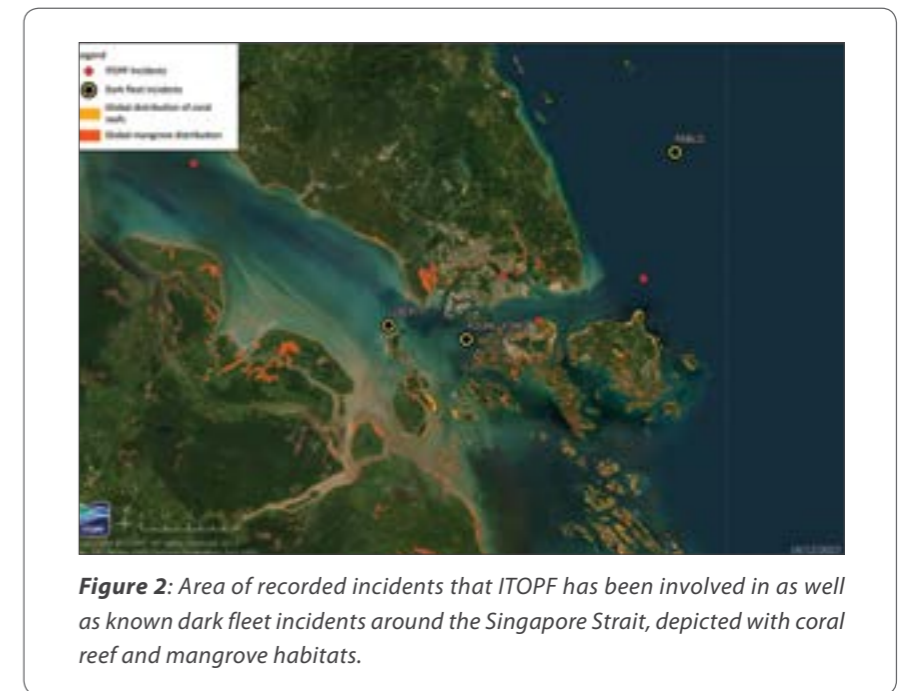 Legend
ITOPF Incidents
Dark fleet incidents
Global distribution of coral
reefs
Global mangrove distribution
PABLO
ITOPF
Figure 2: Area of recorded incidents that ITOPF has been involved in as well
as known dark fleet incidents around the Singapore Strait, depicted with coral
reef and mangrove habitats.